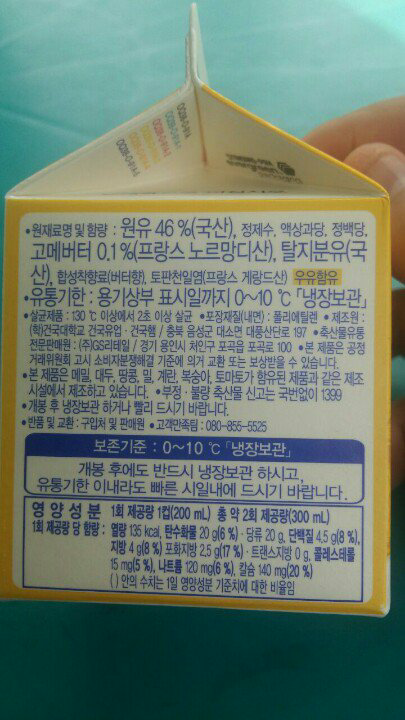 •원재료명 및 함량 : 원유 46 %(국산), 정제수, 액상과당, 정백당,
고메버터 0.1%(프랑스 노르망디산), 탈지분유(국
산), 합성착향료(버터향), 토판천일염(프랑스 게랑드산) 우유함유
•유통기한 : 용기상부 표시일까지 0~10 ℃ 「냉장보관」
•살균제품 : 130 ℃ 이상에서 2초 이상 살균 •포장재질(내면) : 폴리에틸렌 •제조원 :
(학)건국대학교 건국유업·건국햄 / 충북 음성군 대소면 대풍산단로 197 •축산물유통
전문판매원 : (주)GS리테일 / 경기 용인시 처인구 포곡읍 포곡로 100 •본 제품은 공정
거래위원회 고시 소비자분쟁해결 기준에 의거 교환 또는 보상받을 수 있습니다.
•본 제품은 메밀, 대두, 땅콩, 밀, 계란, 복숭아, 토마토가 함유된 제품과 같은 제조
시설에서 제조하고 있습니다. •부정·불량 축산물 신고는 국번없이 1399
•개봉 후 냉장보관 하거나 빨리 드시기 바랍니다.
•반품 및 교환 : 구입처 및 판매원 •고객만족팀 : 080-855-5525
보존기준 : 0~10 ℃ 「냉장보관」
개봉 후에도 반드시 냉장보관 하시고,
유통기한 이내라도 빠른 시일내에 드시기 바랍니다.
영 양 성 분 1회 제공량 1컵(200 mL) 총 약 2회 제공량(300 mL)
1회 제공량 당 함량 : 열량 135 kcal, 탄수화물 20 g(6 %)·당류 20 g, 단백질 4.5 g(8 %),
지방 4 g(8 %) 포화지방 2.5 g(17 %)·트랜스지방 0 g, 콜레스테롤
15 mg(5 %), 나트륨 120 mg(6 %), 칼슘 140 mg(20 %)
( ) 안의 수치는 1일 영양성분 기준치에 대한 비율임